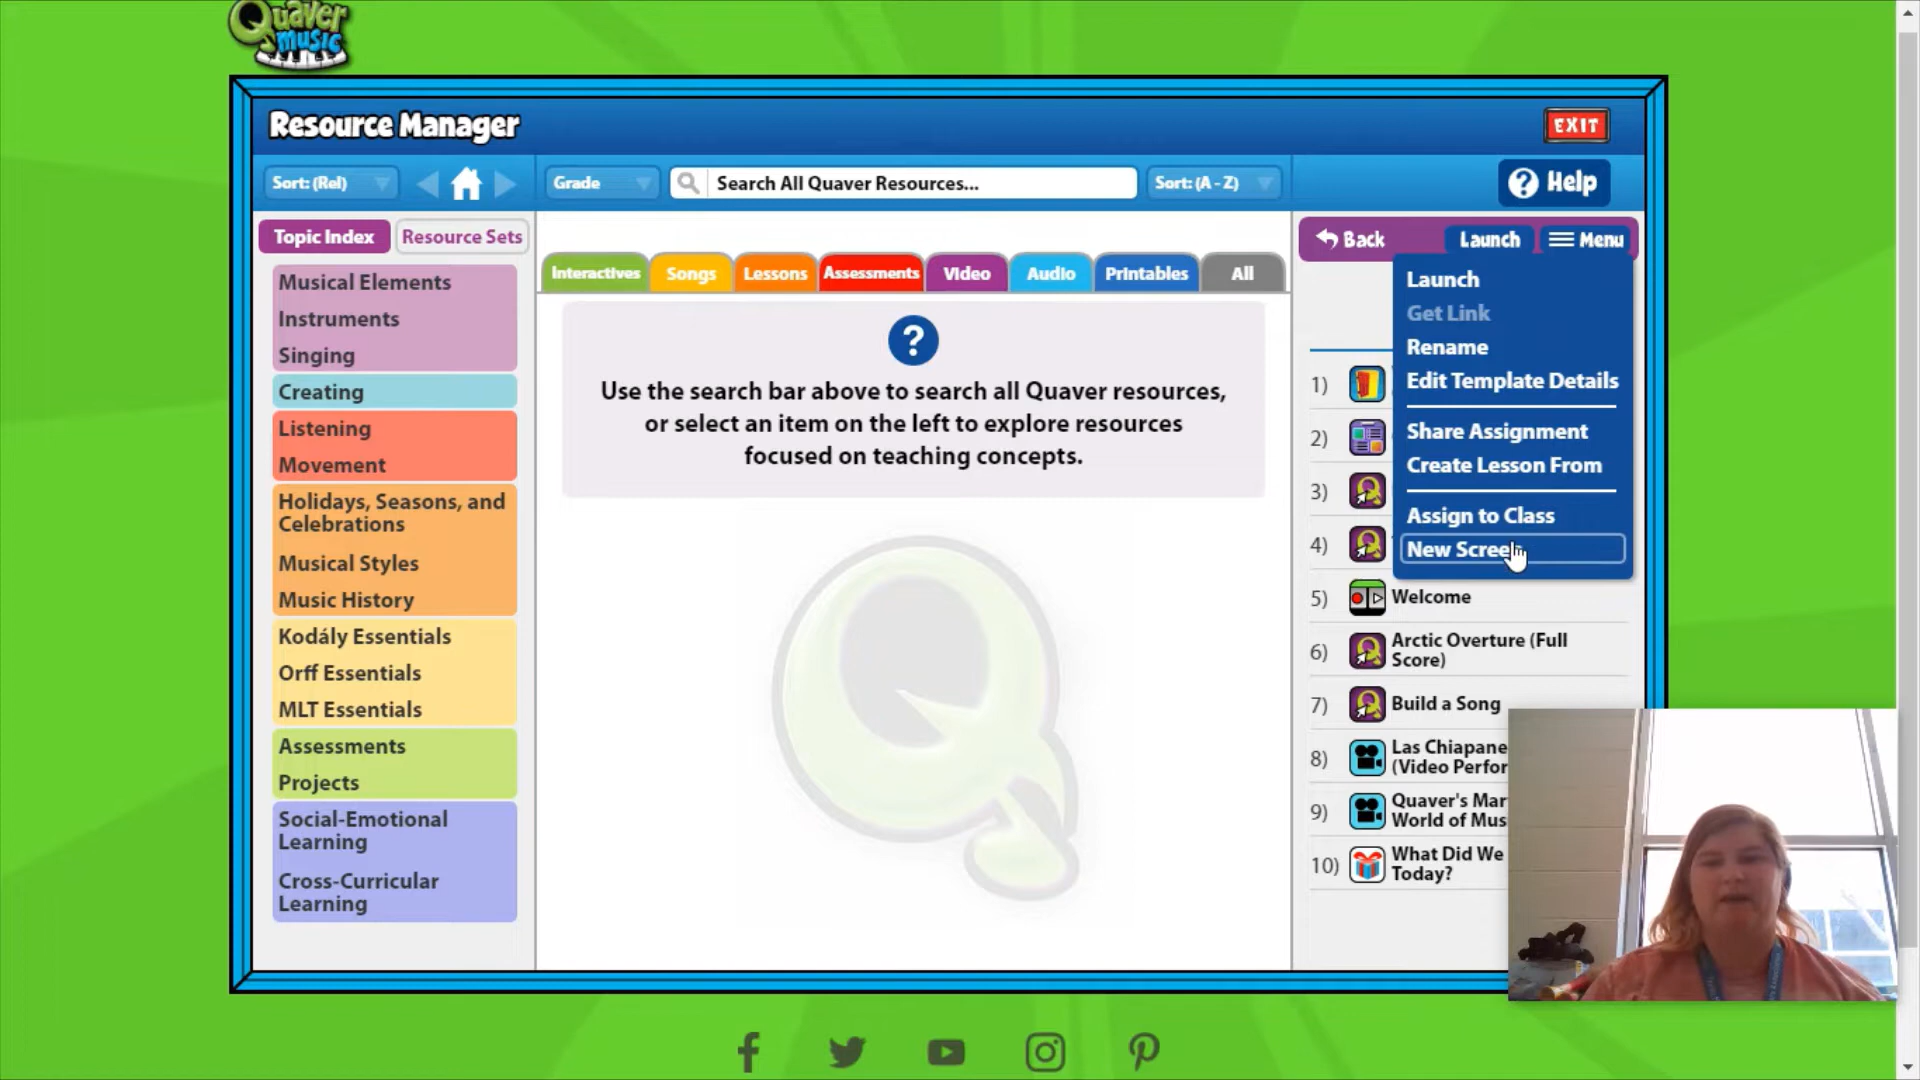 Quaver
MUSIC
Resource Manager
EXIT
Sort: (Rel)
Grade
Search All Quaver Resources...
Sort: (A - Z)
? Help
Topic Index
Resource Sets
Back
Launch
Menu
Interactives
Songs
Lessons
Assessments
Video
Audio
Printables
All
Musical Elements
Instruments
Singing
Creating
Listening
Movement
Holidays, Seasons, and
Celebrations
Musical Styles
Music History
Kodály Essentials
Orff Essentials
MLT Essentials
Assessments
Projects
Social-Emotional
Learning
Cross-Curricular
Learning
?
Use the search bar above to search all Quaver resources,
or select an item on the left to explore resources
focused on teaching concepts.
Launch
Get Link
Rename
Edit Template Details
Share Assignment
Create Lesson From
Assign to Class
New Screen
1)
2)
3)
4)
5) Welcome
6) Arctic Overture (Full
Score)
7) Build a Song
8) Las Chiapane
(Video Perfor
9) Quaver's Mar
World of Mus
10) What Did We
Today?